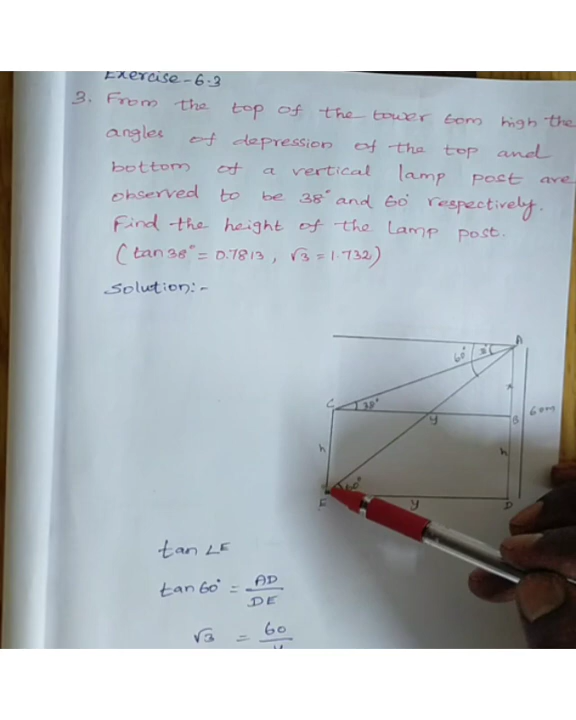 Exercise-6.3
3. From the top of the tower 60m high the
angles of depression of the top and
bottom of a vertical lamp post are
observed to be 38° and 60° respectively.
Find the height of the Lamp post.
(tan 38° = 0.7813, √3 = 1.732)
Solution:-
A
60°
x
C
38°
B
60m
y
h
h
60°
E
y
D
tan ∠E
tan 60° = AD
DE
√3 = 60